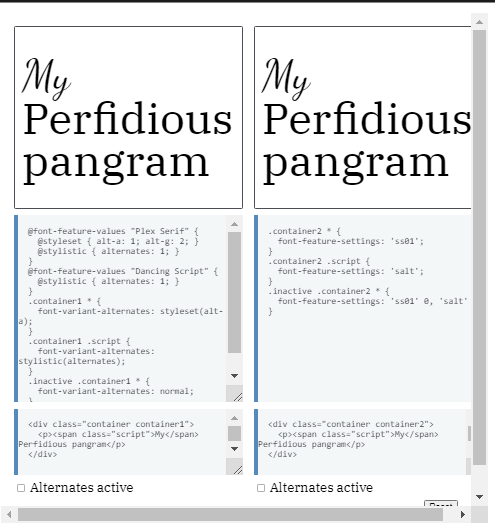 My
Perfidious
pangram
My
Perfidious
pangram
@font-feature-values "Plex Serif" {
@styleset { alt-a: 1; alt-g: 2; }
@stylistic { alternates: 1; }
}
@font-feature-values "Dancing Script" {
@stylistic { alternates: 1; }
}
.container1 * {
font-variant-alternates: styleset(alt-
a);
}
.container1 .script {
font-variant-alternates:
stylistic(alternates);
}
.inactive .container1 * {
font-variant-alternates: normal;
}
.container2 * {
font-feature-settings: 'ss01';
}
.container2 .script {
font-feature-settings: 'salt';
}
.inactive .container2 * {
font-feature-settings: 'ss01' 0, 'salt'
}
<div class="container container1">
<p><span class="script">My</span>
Perfidious pangram</p>
</div>
<div class="container container2">
<p><span class="script">My</span>
Perfidious pangram</p>
</div>
Alternates active
Alternates active